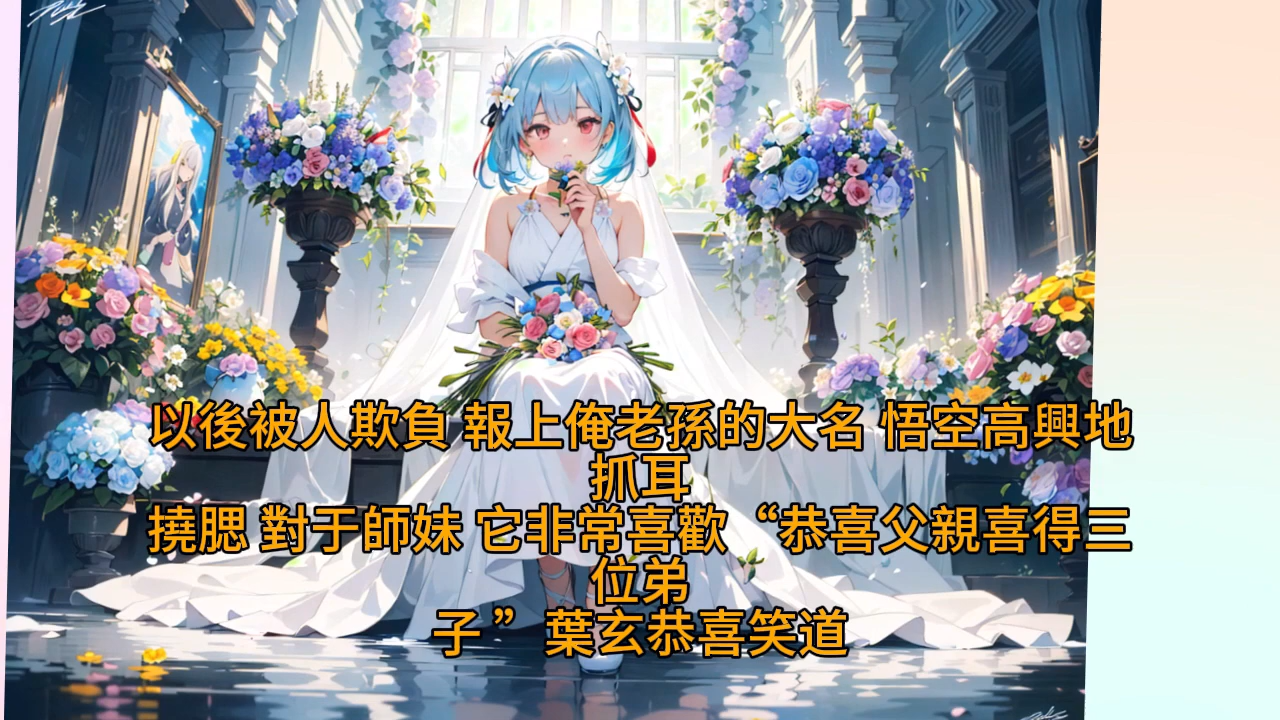 以後被人欺負 報上俺老孫的大名 悟空高興地
抓耳
撓腮 對于師妹 它非常喜歡“恭喜父親喜得三
位弟
子 ” 葉玄恭喜笑道